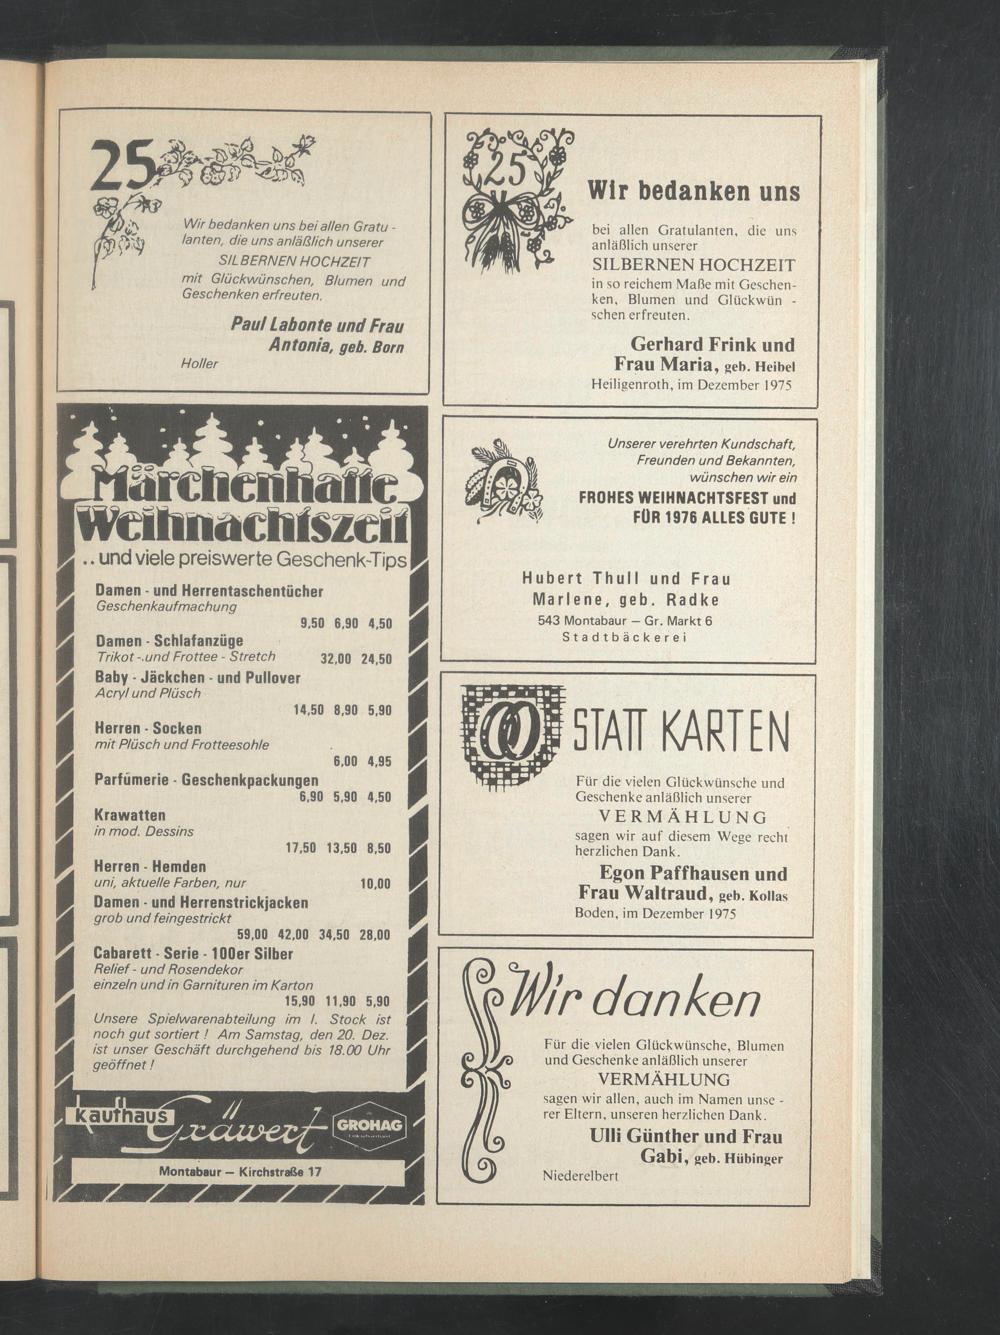 25
Wir bedanken uns bei allen Gratu -
lanten, die uns anläßlich unserer
SILBERNEN HOCHZEIT
mit Glückwünschen, Blumen und
Geschenken erfreuten.
Paul Labonte und Frau
Antonia, geb. Born
Holler
Märchenhafte
Weihnachtszeit
.. und viele preiswerte Geschenk-Tips
Damen - und Herrentaschentücher
Geschenkaufmachung
9,50 6,90 4,50
Damen - Schlafanzüge
Trikot -.und Frottee - Stretch 32,00 24,50
Baby - Jäckchen - und Pullover
Acryl und Plüsch
14,50 8,90 5,90
Herren - Socken
mit Plüsch und Frotteesohle
6,00 4,95
Parfümerie - Geschenkpackungen
6,90 5,90 4,50
Krawatten
in mod. Dessins
17,50 13,50 8,50
Herren - Hemden
uni, aktuelle Farben, nur 10,00
Damen - und Herrenstrickjacken
grob und feingestrickt
59,00 42,00 34,50 28,00
Cabarett - Serie - 100er Silber
Relief - und Rosendekor
einzeln und in Garnituren im Karton
15,90 11,90 5,90
Unsere Spielwarenabteilung im I. Stock ist
noch gut sortiert ! Am Samstag, den 20. Dez.
ist unser Geschäft durchgehend bis 18.00 Uhr
geöffnet !
kaufhaus
Gräwert
GROHAG
Montabaur — Kirchstraße 17
25
Wir bedanken uns
bei allen Gratulanten, die uns
anläßlich unserer
SILBERNEN HOCHZEIT
in so reichem Maße mit Geschen-
ken, Blumen und Glückwün -
schen erfreuten.
Gerhard Frink und
Frau Maria, geb. Heibel
Heiligenroth, im Dezember 1975
Unserer verehrten Kundschaft,
Freunden und Bekannten,
wünschen wir ein
FROHES WEIHNACHTSFEST und
FÜR 1976 ALLES GUTE !
Hubert Thull und Frau
Marlene, geb. Radke
543 Montabaur — Gr. Markt 6
Stadtbäckerei
STATT KARTEN
Für die vielen Glückwünsche und
Geschenke anläßlich unserer
VERMÄHLUNG
sagen wir auf diesem Wege recht
herzlichen Dank.
Egon Paffhausen und
Frau Waltraud, geb. Kollas
Boden, im Dezember 1975
Wir danken
Für die vielen Glückwünsche, Blumen
und Geschenke anläßlich unserer
VERMÄHLUNG
sagen wir allen, auch im Namen unse -
rer Eltern, unseren herzlichen Dank.
Ulli Günther und Frau
Gabi, geb. Hübinger
Niederelbert